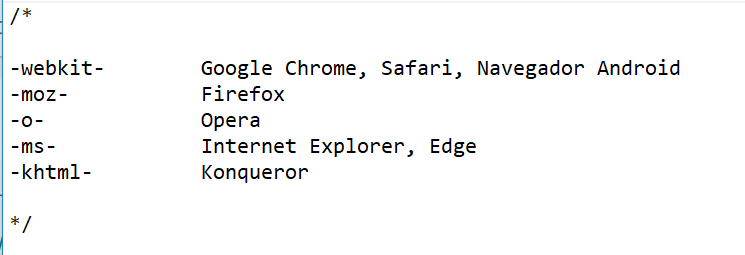 /*
-webkit- Google Chrome, Safari, Navegador Android
-moz- Firefox
-o- Opera
-ms- Internet Explorer, Edge
-khtml- Konqueror
*/